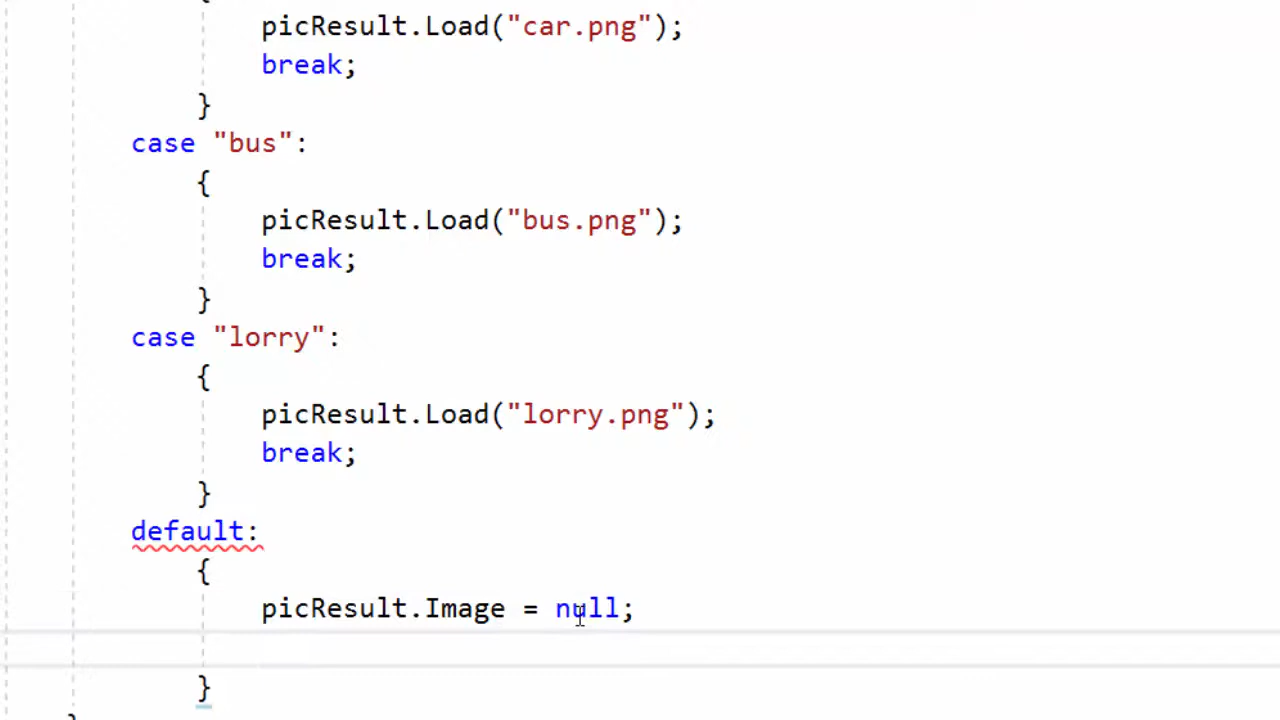 {
picResult.Load("car.png");
break;
}
case "bus":
{
picResult.Load("bus.png");
break;
}
case "lorry":
{
picResult.Load("lorry.png");
break;
}
default:
{
picResult.Image = null;
}
}